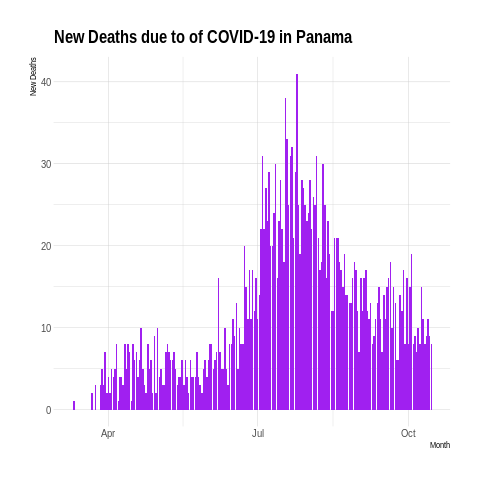 New Deaths due to of COVID-19 in Panama
New Deaths
40
30
20
10
0
Apr
Jul
Oct
Month